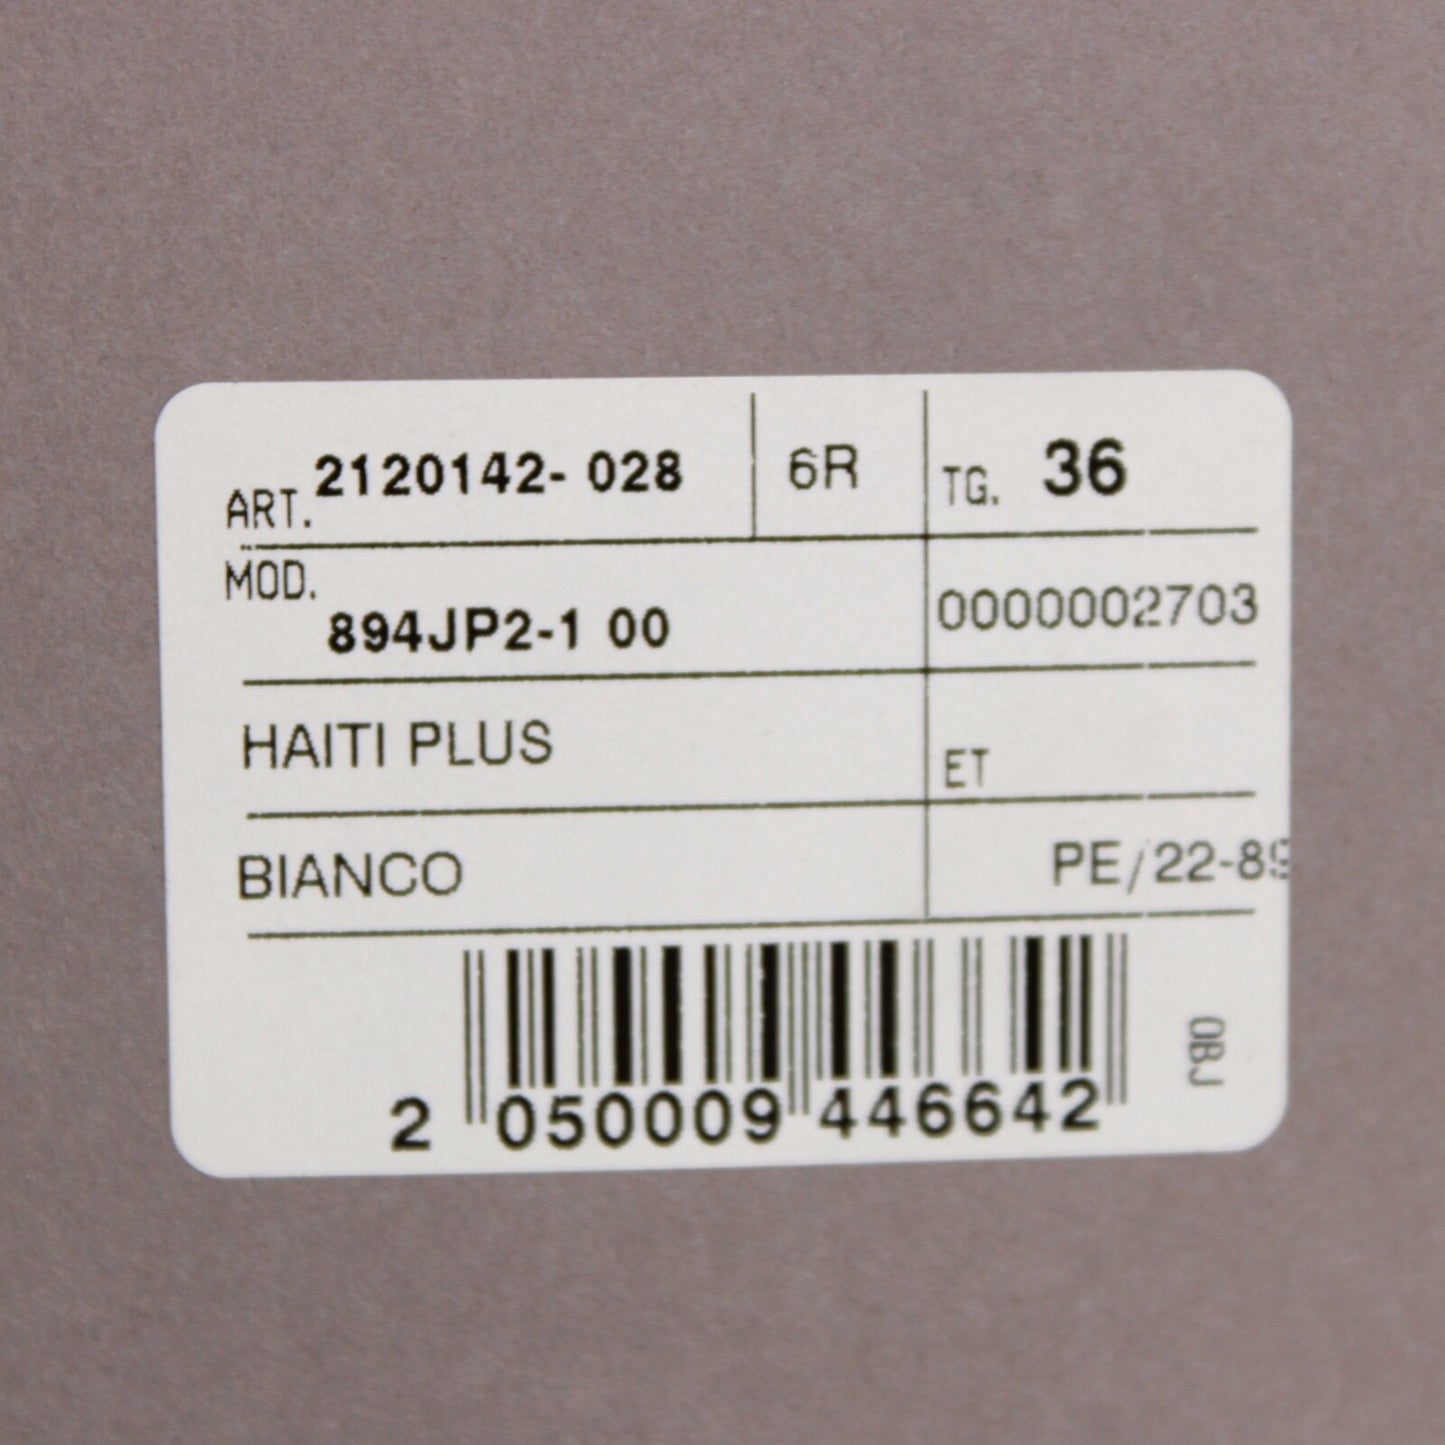 ART. 2120142- 028 6R TG. 36
MOD. 894JP2-1 00 0000002703
HAITI PLUS ET
BIANCO PE/22-89
2 050009 446642
OBJ